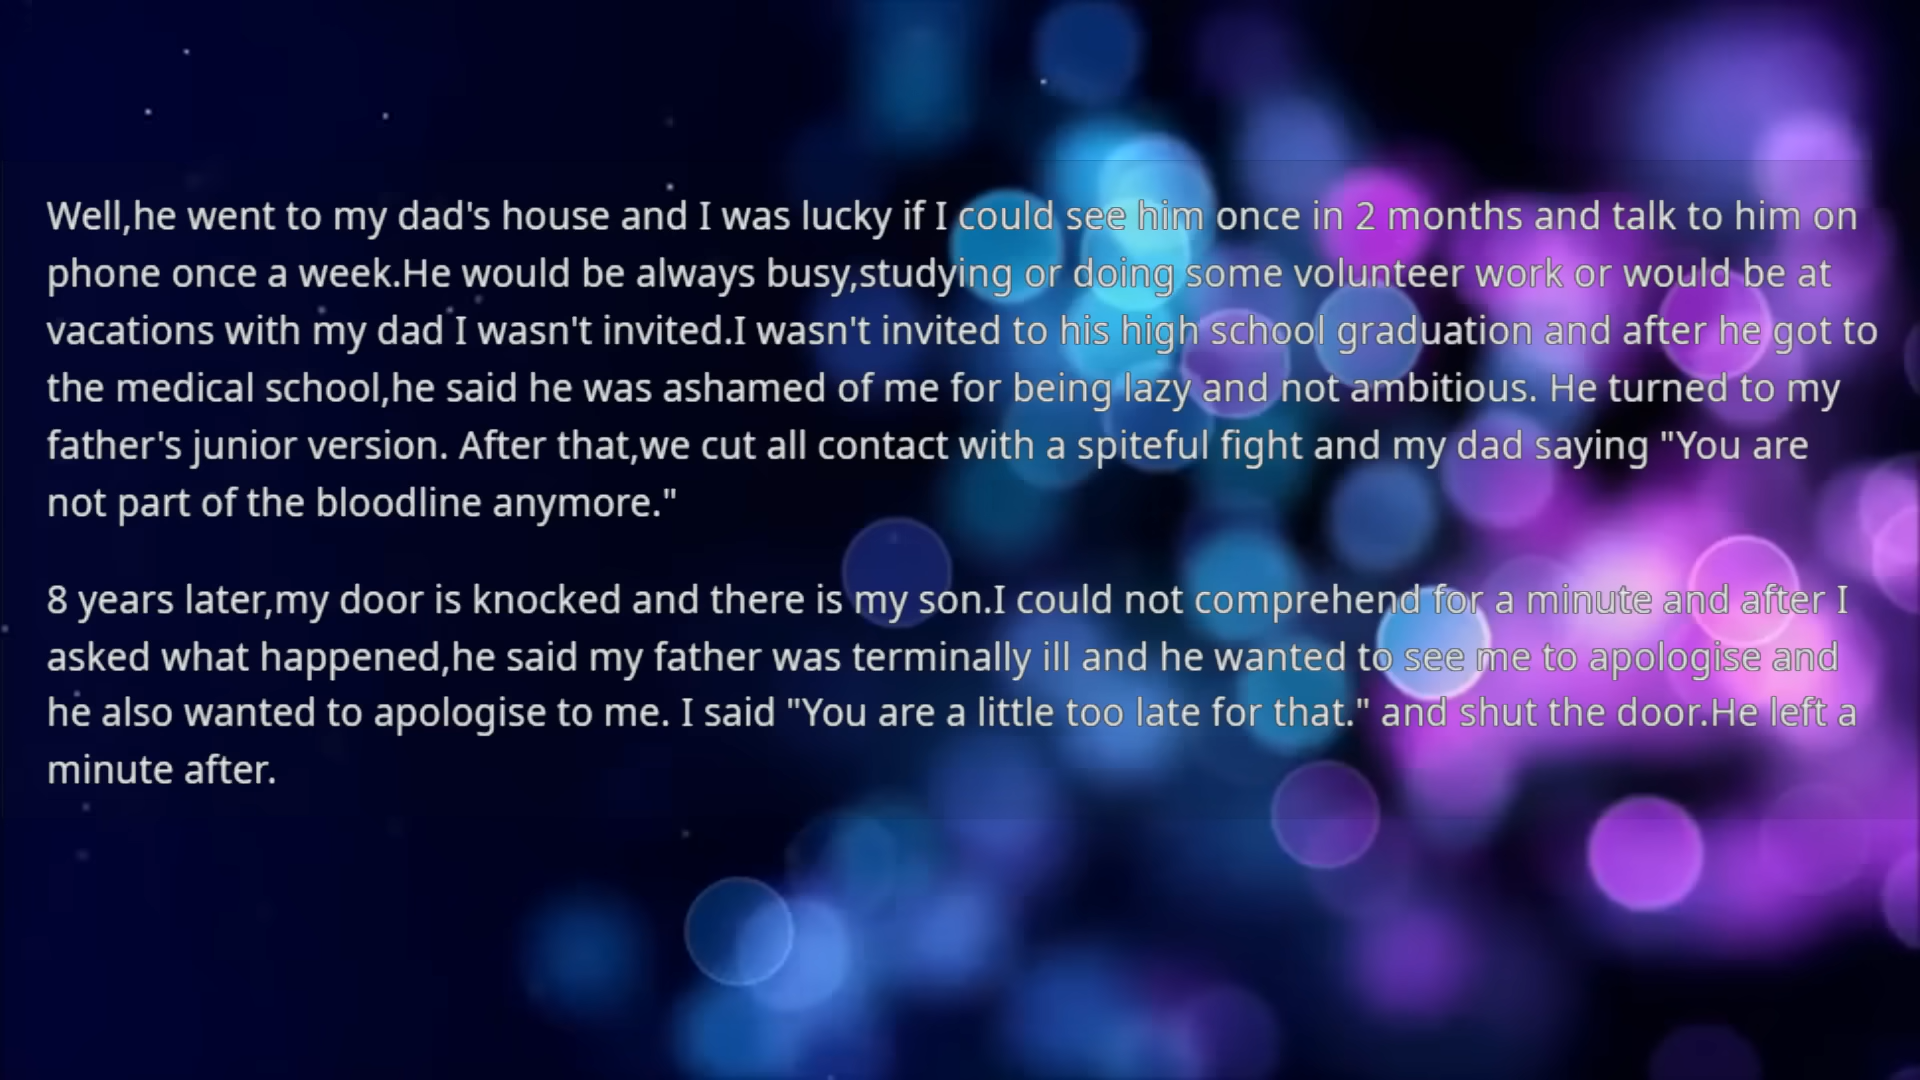 Well,he went to my dad's house and I was lucky if I could see him once in 2 months and talk to him on
phone once a week.He would be always busy,studying or doing some volunteer work or would be at
vacations with my dad I wasn't invited.I wasn't invited to his high school graduation and after he got to
the medical school,he said he was ashamed of me for being lazy and not ambitious. He turned to my
father's junior version. After that,we cut all contact with a spiteful fight and my dad saying "You are
not part of the bloodline anymore."
8 years later,my door is knocked and there is my son.I could not comprehend for a minute and after I
asked what happened,he said my father was terminally ill and he wanted to see me to apologise and
he also wanted to apologise to me. I said "You are a little too late for that." and shut the door.He left a
minute after.